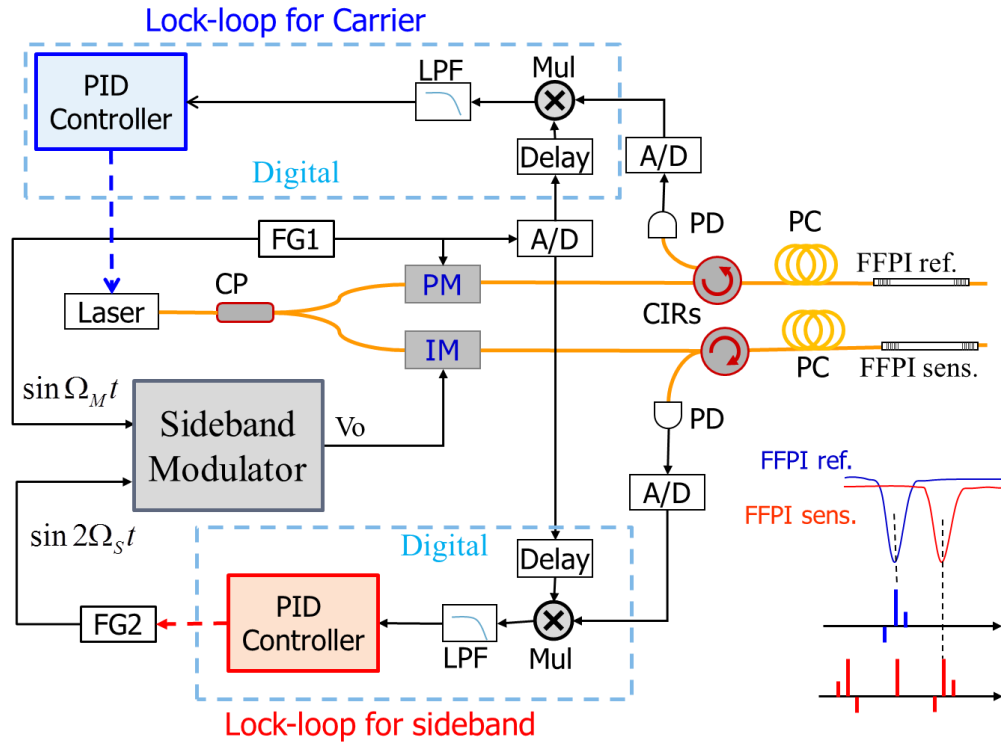 Lock-loop for Carrier
PID
Controller
LPF
Mul
Delay
A/D
Digital
PD
PC
FG1
A/D
FFPI ref.
CP
PM
Laser
CIRs
IM
PC
FFPI sens.
sin Ω_M t
Sideband
Modulator
Vo
PD
FFPI ref.
A/D
FFPI sens.
sin 2Ω_S t
Digital
Delay
PID
Controller
FG2
LPF
Mul
Lock-loop for sideband